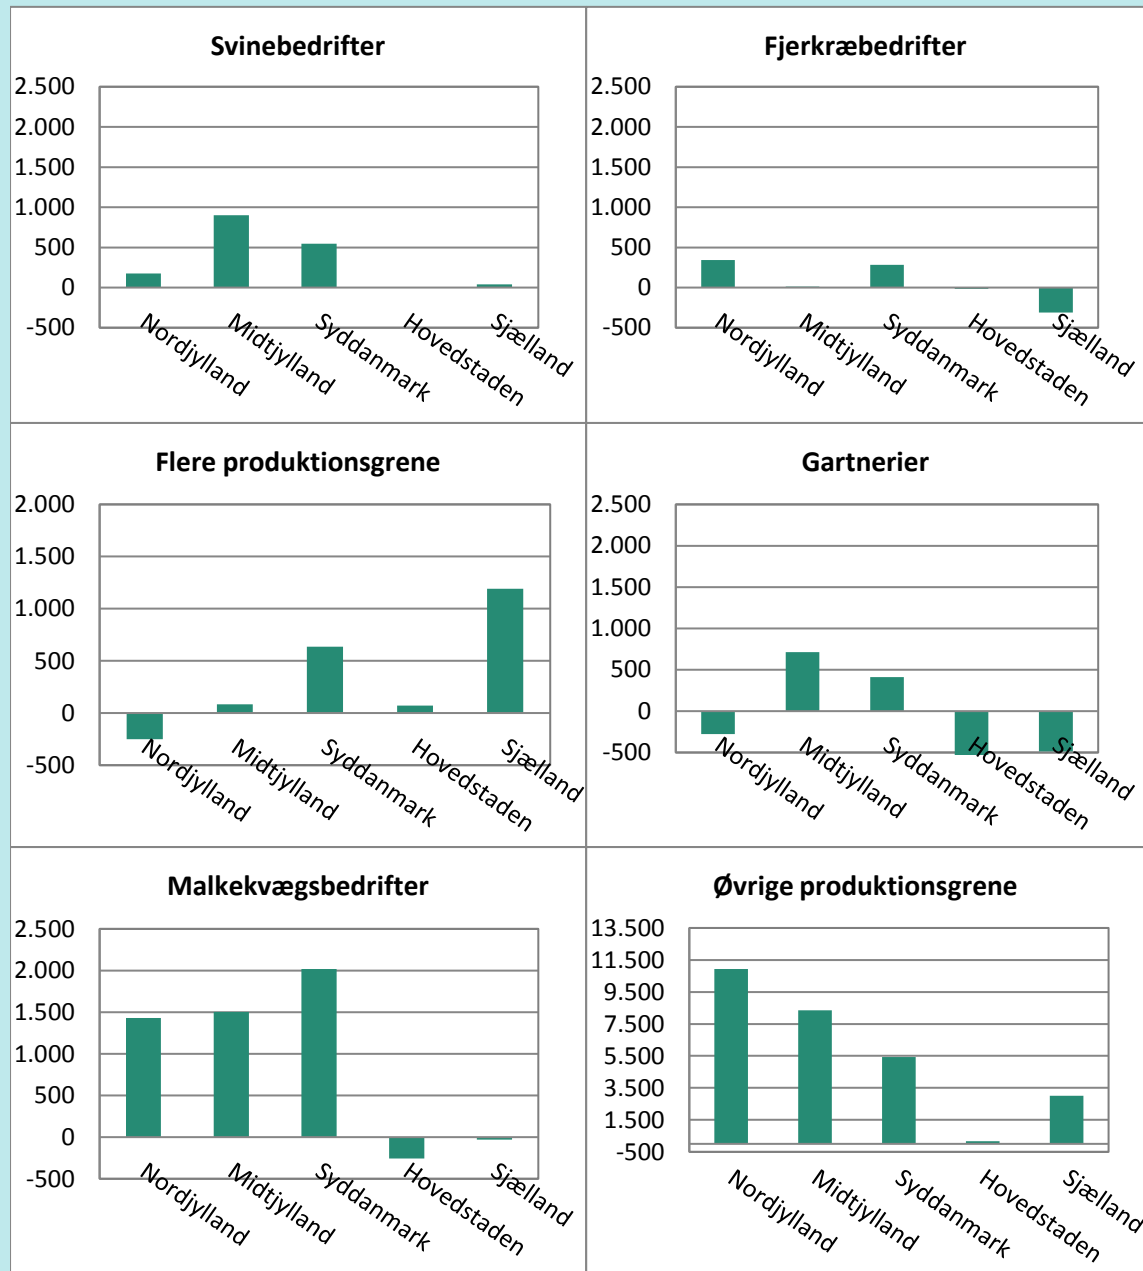 Svinebedrifter
2.500
2.000
1.500
1.000
500
0
-500
Nordjylland
Midtjylland
Syddanmark
Hovedstaden
Sjælland
Fjerkræbedrifter
2.500
2.000
1.500
1.000
500
0
-500
Nordjylland
Midtjylland
Syddanmark
Hovedstaden
Sjælland
Flere produktionsgrene
2.000
1.500
1.000
500
0
-500
Nordjylland
Midtjylland
Syddanmark
Hovedstaden
Sjælland
Gartnerier
2.500
2.000
1.500
1.000
500
0
-500
Nordjylland
Midtjylland
Syddanmark
Hovedstaden
Sjælland
Malkekvægsbedrifter
2.500
2.000
1.500
1.000
500
0
-500
Nordjylland
Midtjylland
Syddanmark
Hovedstaden
Sjælland
Øvrige produktionsgrene
13.500
11.500
9.500
7.500
5.500
3.500
1.500
-500
Nordjylland
Midtjylland
Syddanmark
Hovedstaden
Sjælland